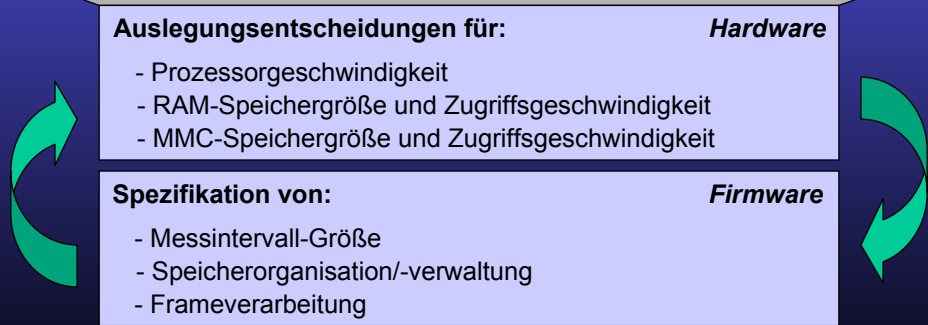 Auslegungsentscheidungen für: Hardware
- Prozessorgeschwindigkeit
- RAM-Speichergröße und Zugriffsgeschwindigkeit
- MMC-Speichergröße und Zugriffsgeschwindigkeit
Spezifikation von: Firmware
- Messintervall-Größe
- Speicherorganisation/-verwaltung
- Frameverarbeitung